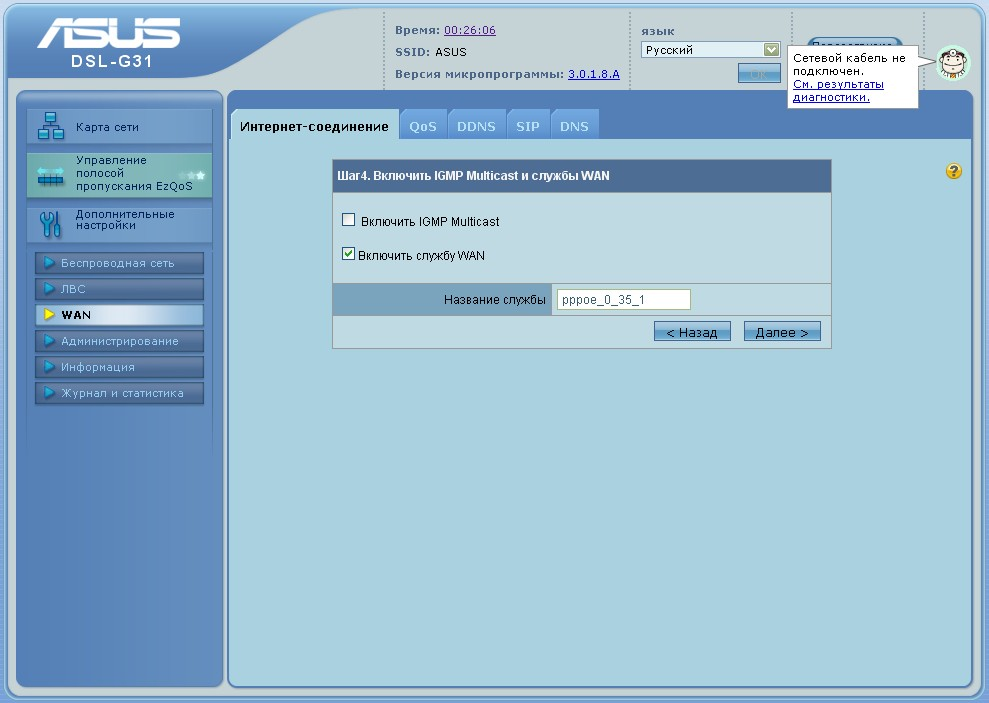 ASUS
DSL-G31
Время: 00:26:06
SSID: ASUS
Версия микропрограммы: 3.0.1.8.A
язык
Русский
Сетевой кабель не
подключен.
См. результаты
диагностики.
Карта сети
Управление
полосой
пропускания EzQoS
Дополнительные
настройки
Беспроводная сеть
ЛВС
WAN
Администрирование
Информация
Журнал и статистика
Интернет-соединение
QoS
DDNS
SIP
DNS
Шаг4. Включить IGMP Multicast и службы WAN
Включить IGMP Multicast
Включить службу WAN
Название службы
pppoe_0_35_1
< Назад
Далее >